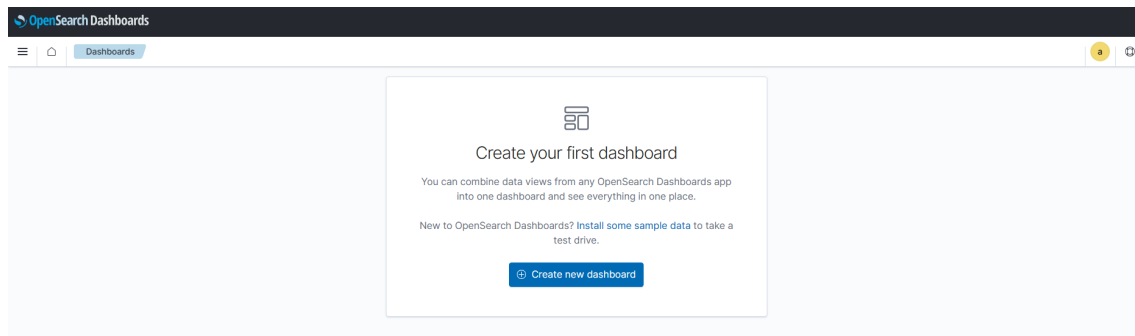 OpenSearch Dashboards
Dashboards
a
Create your first dashboard
You can combine data views from any OpenSearch Dashboards app
into one dashboard and see everything in one place.
New to OpenSearch Dashboards? Install some sample data to take a
test drive.
Create new dashboard